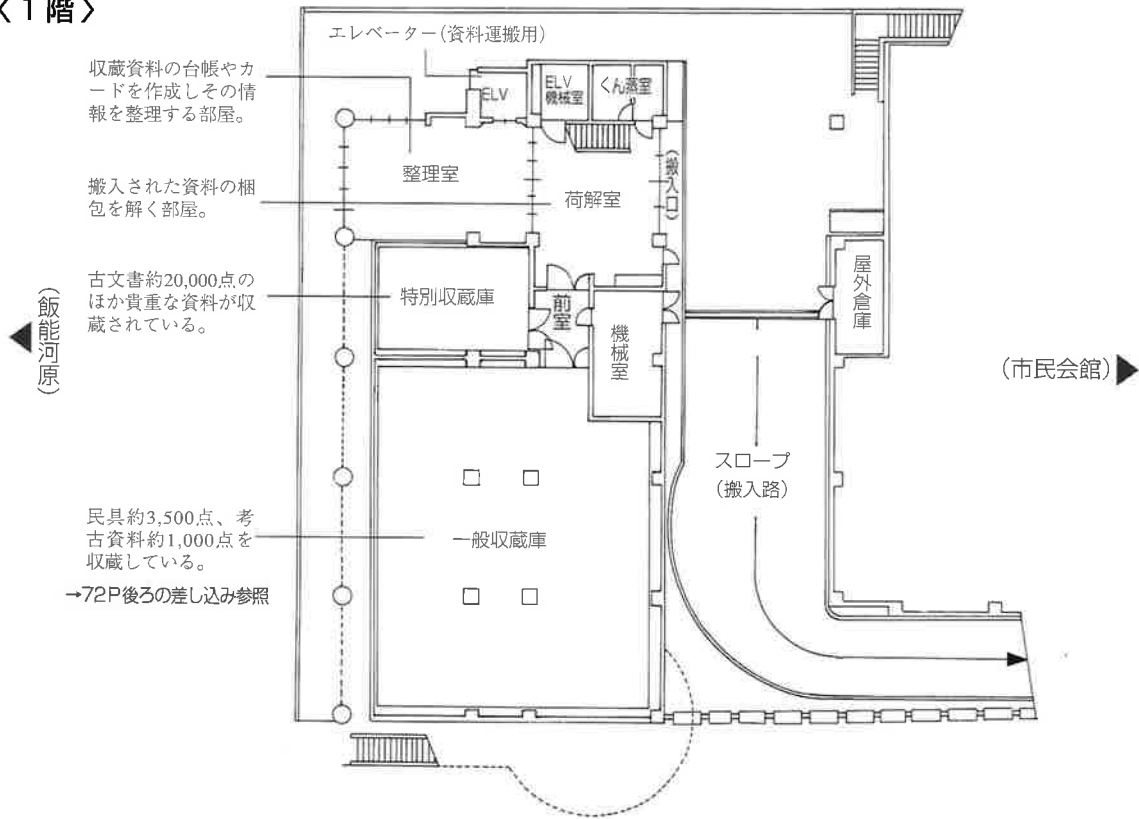 〈1階〉
エレベーター(資料運搬用)
収蔵資料の台帳やカ
ードを作成しその情
報を整理する部屋。
ELV
ELV
機械室
くん蒸室
整理室
(搬入口)
搬入された資料の梱
包を解く部屋。
荷解室
古文書約20,000点の
ほか貴重な資料が収
蔵されている。
特別収蔵庫
前室
機械室
屋外倉庫
(飯能河原)
(市民会館)
スロープ
(搬入路)
民具約3,500点、考
古資料約1,000点を
収蔵している。
一般収蔵庫
→72P後ろの差し込み参照